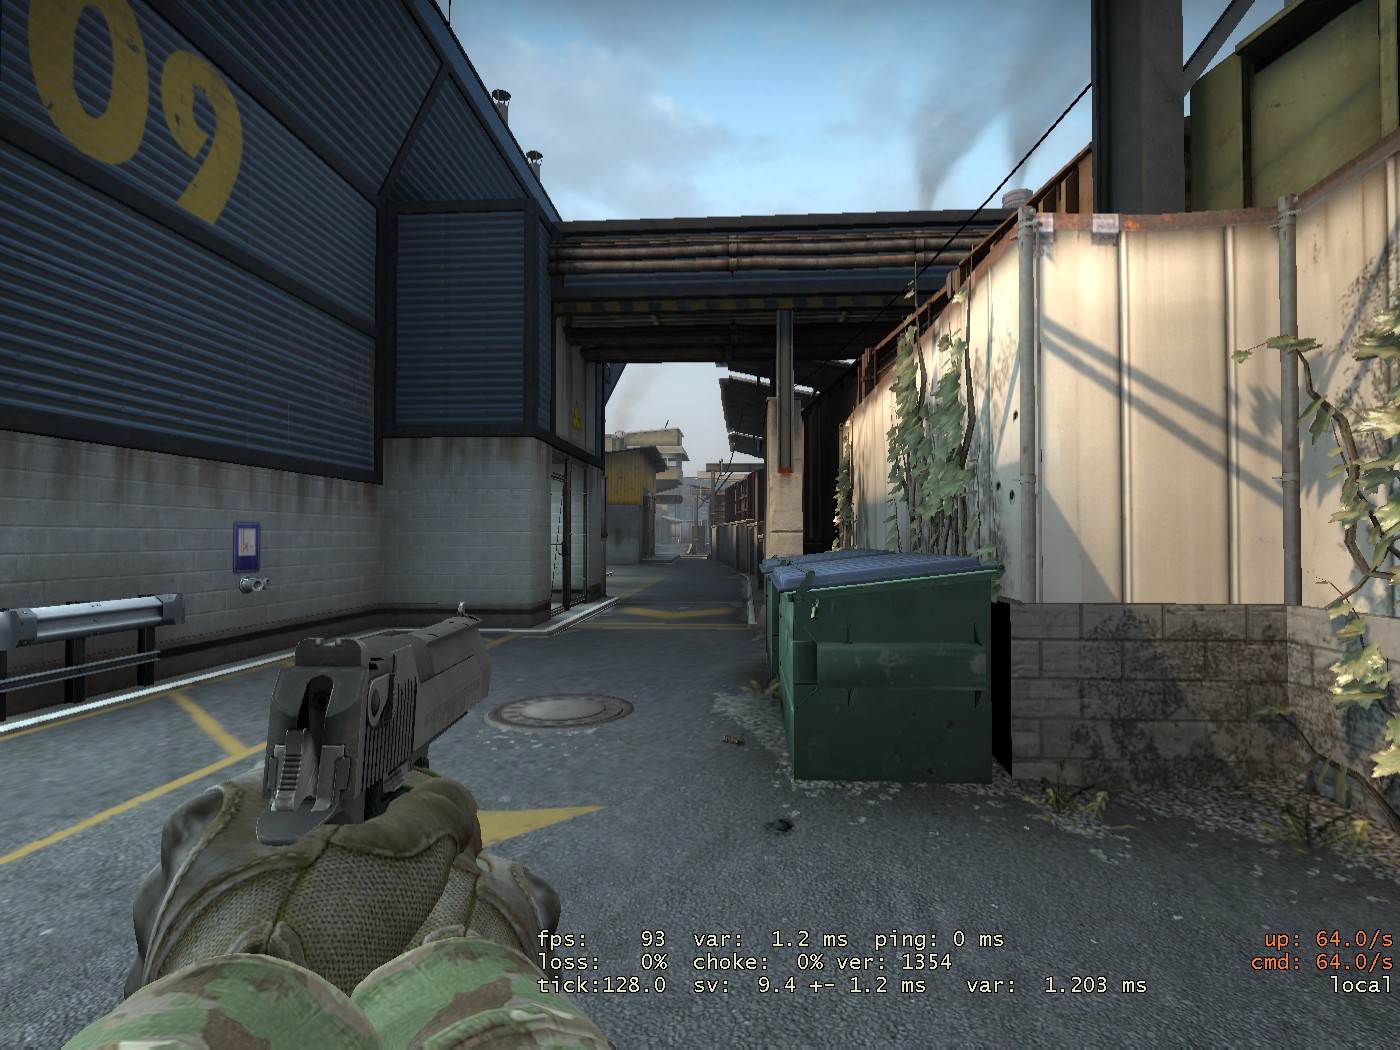 09
fps: 93 var: 1.2 ms ping: 0 ms
loss: 0% choke: 0% ver: 1354
tick:128.0 sv: 9.4 +- 1.2 ms var: 1.203 ms
up: 64.0/s
cmd: 64.0/s
local